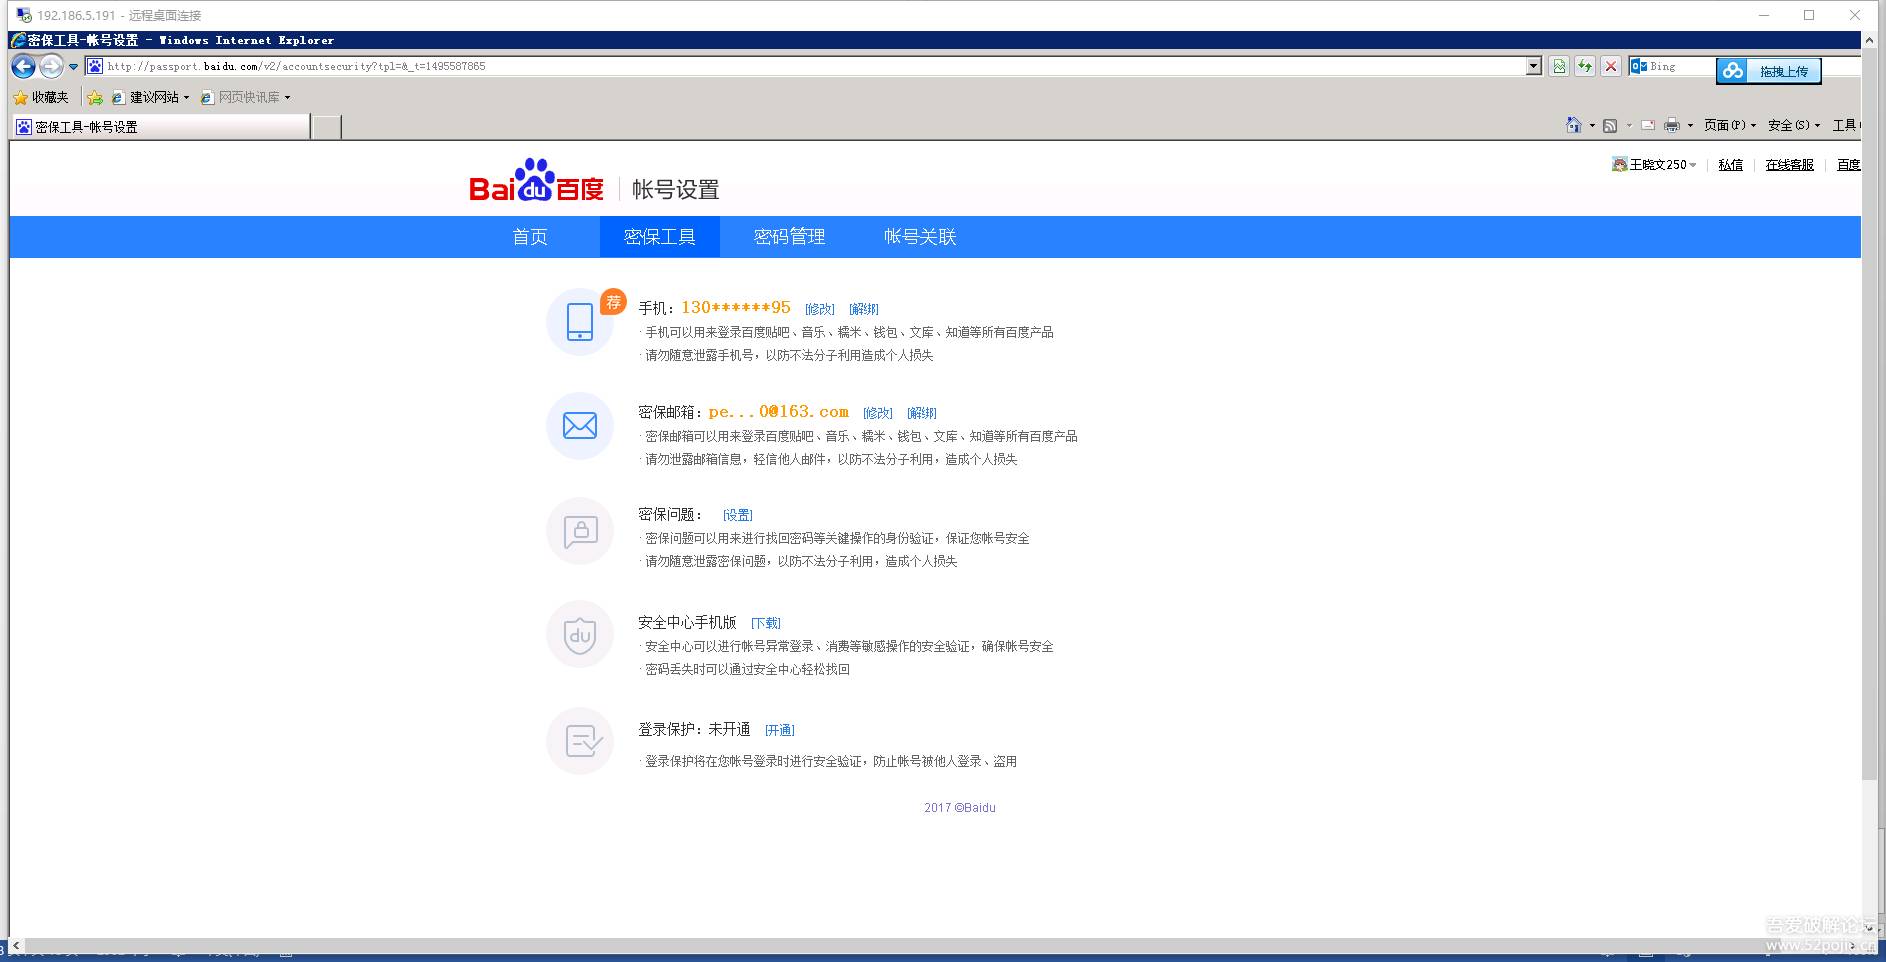 192.186.5.191 - 远程桌面连接
密保工具-帐号设置 - Windows Internet Explorer
http://passport.baidu.com/v2/accountsecurity?tpl=&_t=1495587865
Bing
拖拽上传
收藏夹
建议网站
网页快讯库
密保工具-帐号设置
页面(P)
安全(S)
工具
王晓文250
私信
在线客服
百度
Bai du 百度
帐号设置
首页
密保工具
密码管理
帐号关联
荐
手机：130******95 [修改] [解绑]
· 手机可以用来登录百度贴吧、音乐、糯米、钱包、文库、知道等所有百度产品
· 请勿随意泄露手机号，以防不法分子利用造成个人损失
密保邮箱：pe...0@163.com [修改] [解绑]
· 密保邮箱可以用来登录百度贴吧、音乐、糯米、钱包、文库、知道等所有百度产品
· 请勿泄露邮箱信息，轻信他人邮件，以防不法分子利用，造成个人损失
密保问题： [设置]
· 密保问题可以用来进行找回密码等关键操作的身份验证，保证您帐号安全
· 请勿随意泄露密保问题，以防不法分子利用，造成个人损失
du
安全中心手机版 [下载]
· 安全中心可以进行帐号异常登录、消费等敏感操作的安全验证，确保帐号安全
· 密码丢失时可以通过安全中心轻松找回
登录保护：未开通 [开通]
· 登录保护将在您帐号登录时进行安全验证，防止帐号被他人登录、盗用
2017 ©Baidu
吾爱破解论坛
www.52pojie.cn